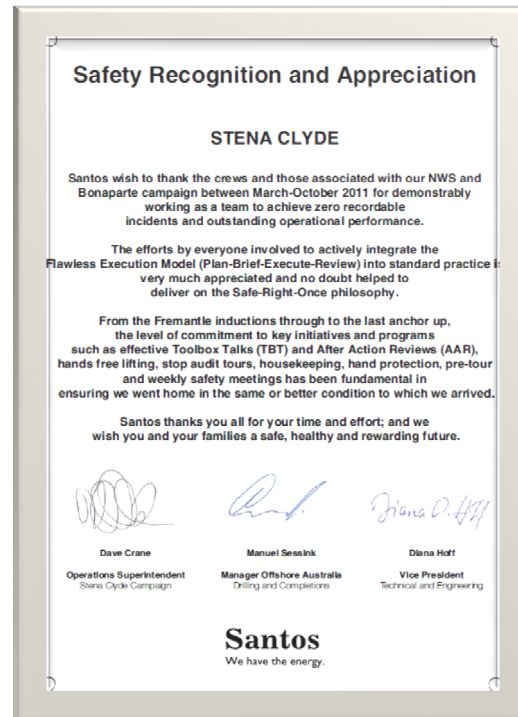 Safety Recognition and Appreciation
STENA CLYDE
Santos wish to thank the crews and those associated with our NWS and
Bonaparte campaign between March-October 2011 for demonstrably
working as a team to achieve zero recordable
incidents and outstanding operational performance.
The efforts by everyone involved to actively integrate the
Flawless Execution Model (Plan-Brief-Execute-Review) into standard practice i
very much appreciated and no doubt helped to
deliver on the Safe-Right-Once philosophy.
From the Fremantle inductions through to the last anchor up,
the level of commitment to key initiatives and programs
such as effective Toolbox Talks (TBT) and After Action Reviews (AAR),
hands free lifting, stop audit tours, housekeeping, hand protection, pre-tour
and weekly safety meetings has been fundamental in
ensuring we went home in the same or better condition to which we arrived.
Santos thanks you all for your time and effort; and we
wish you and your families a safe, healthy and rewarding future.
Dave Crane Manuel Sessink Diana Hoff
Operations Superintendent Manager Offshore Australia Vice President
Stena Clyde Campaign Drilling and Completions Technical and Engineering
Santos
We have the energy.